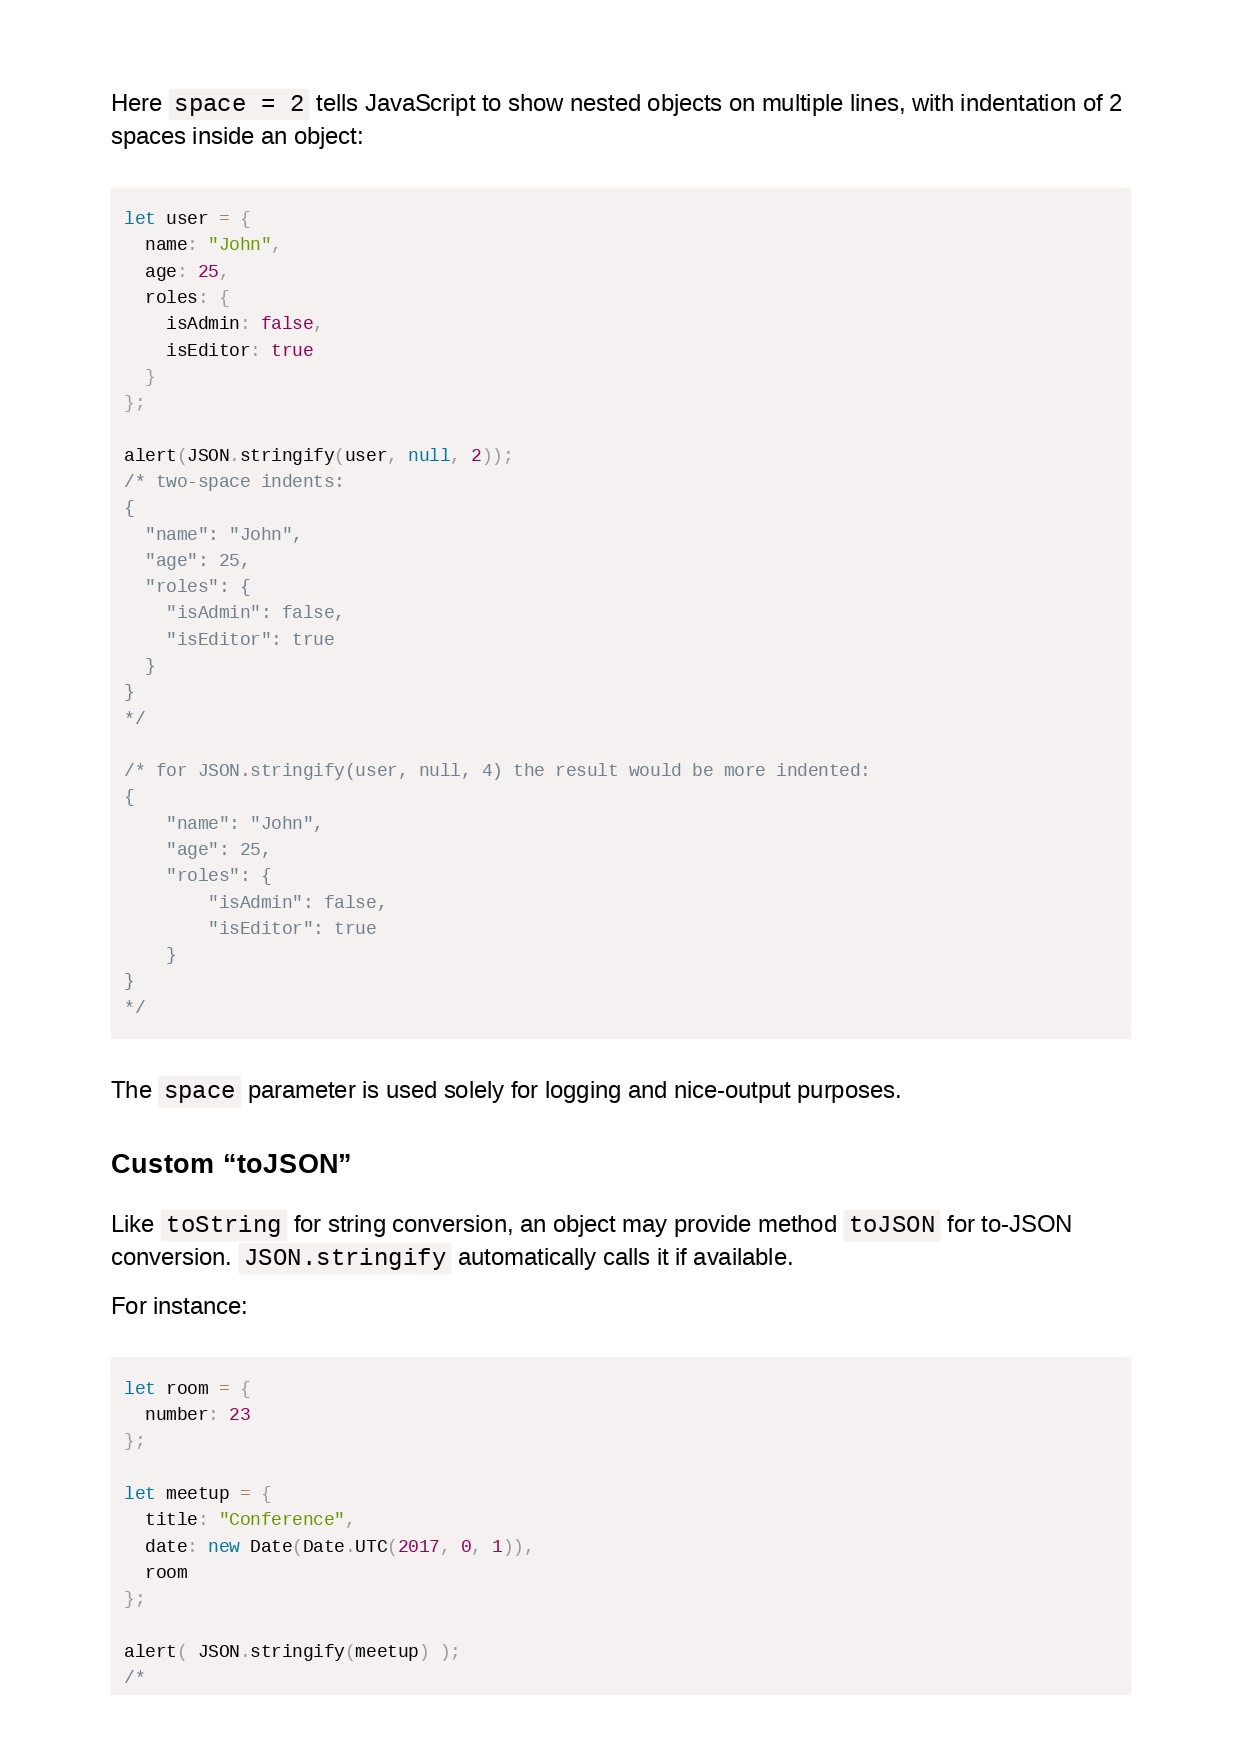 Here space = 2 tells JavaScript to show nested objects on multiple lines, with indentation of 2
spaces inside an object:
let user = {
  name: "John",
  age: 25,
  roles: {
    isAdmin: false,
    isEditor: true
  }
};

alert(JSON.stringify(user, null, 2));
/* two-space indents:
{
  "name": "John",
  "age": 25,
  "roles": {
    "isAdmin": false,
    "isEditor": true
  }
}
*/

/* for JSON.stringify(user, null, 4) the result would be more indented:
{
    "name": "John",
    "age": 25,
    "roles": {
        "isAdmin": false,
        "isEditor": true
    }
}
*/
The space parameter is used solely for logging and nice-output purposes.
Custom “toJSON”
Like toString for string conversion, an object may provide method toJSON for to-JSON
conversion. JSON.stringify automatically calls it if available.
For instance:
let room = {
  number: 23
};

let meetup = {
  title: "Conference",
  date: new Date(Date.UTC(2017, 0, 1)),
  room
};

alert( JSON.stringify(meetup) );
/*